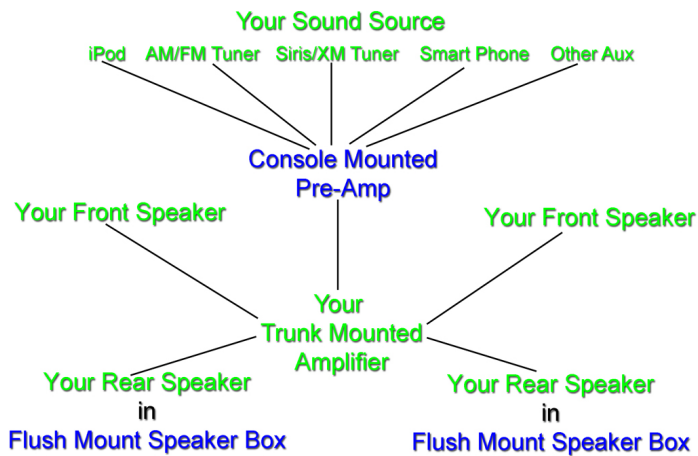 Your Sound Source
iPod AM/FM Tuner Siris/XM Tuner Smart Phone Other Aux
Console Mounted
Pre-Amp
Your Front Speaker
Your Front Speaker
Your
Trunk Mounted
Amplifier
Your Rear Speaker
in
Flush Mount Speaker Box
Your Rear Speaker
in
Flush Mount Speaker Box